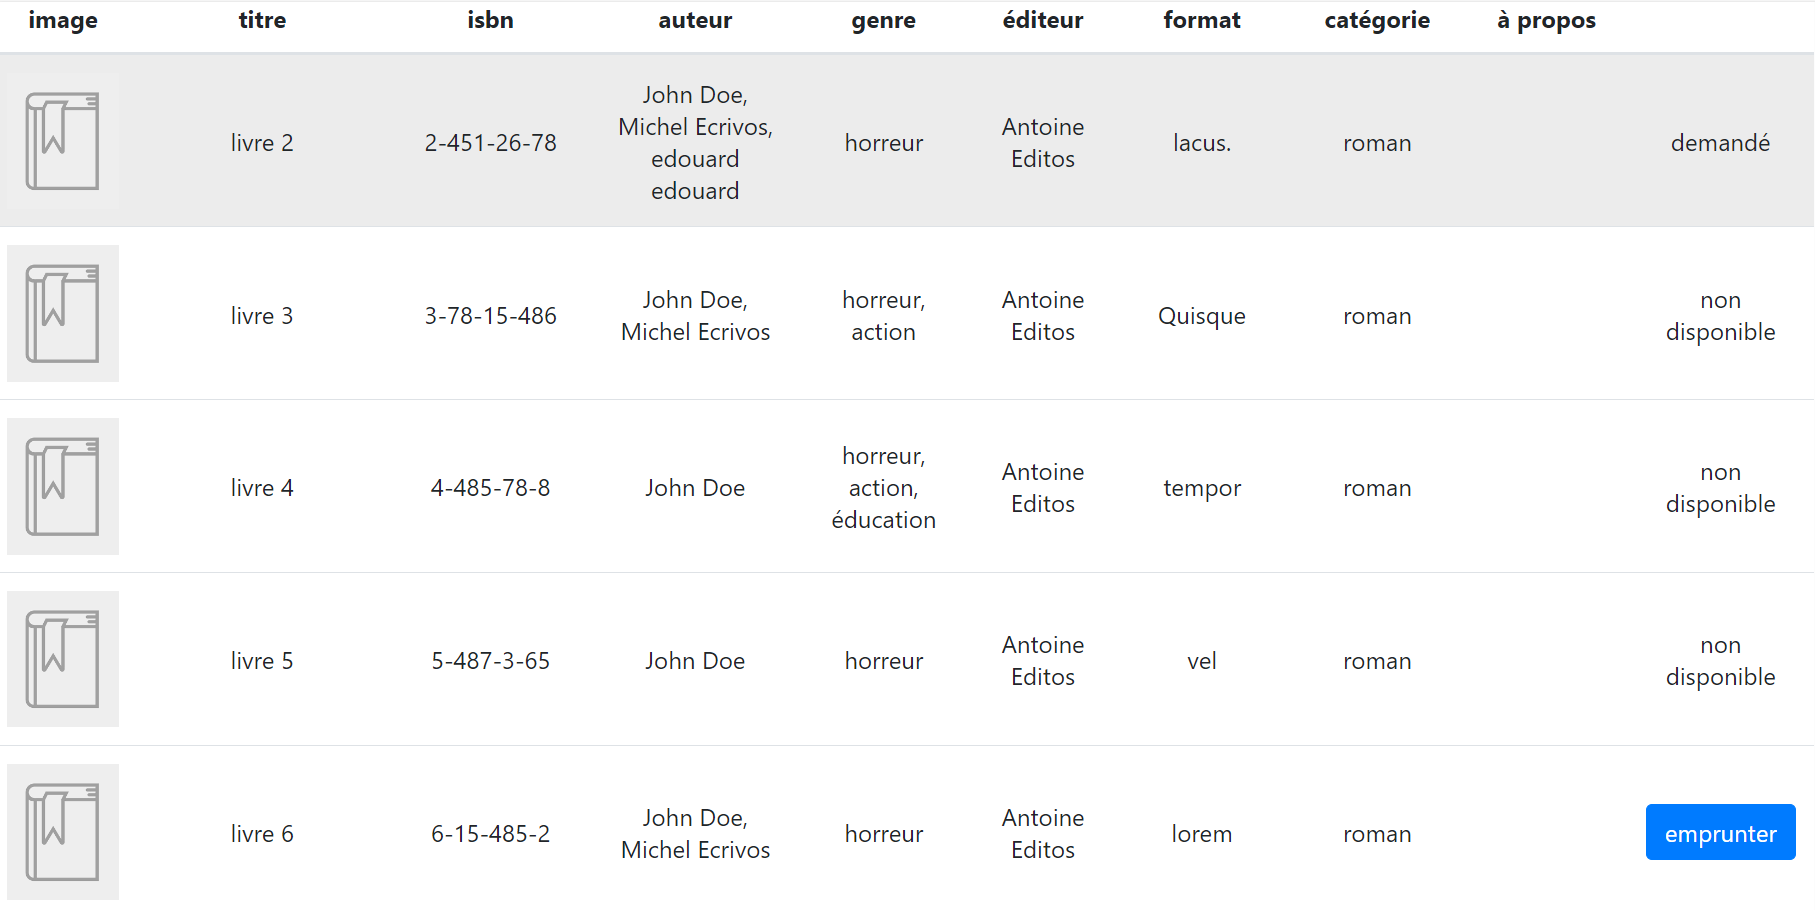 image titre isbn auteur genre éditeur format catégorie à propos
livre 2 2-451-26-78 John Doe, Michel Ecrivos, edouard edouard horreur Antoine Editos lacus. roman demandé
livre 3 3-78-15-486 John Doe, Michel Ecrivos horreur, action Antoine Editos Quisque roman non disponible
livre 4 4-485-78-8 John Doe horreur, action, éducation Antoine Editos tempor roman non disponible
livre 5 5-487-3-65 John Doe horreur Antoine Editos vel roman non disponible
livre 6 6-15-485-2 John Doe, Michel Ecrivos horreur Antoine Editos lorem roman emprunter